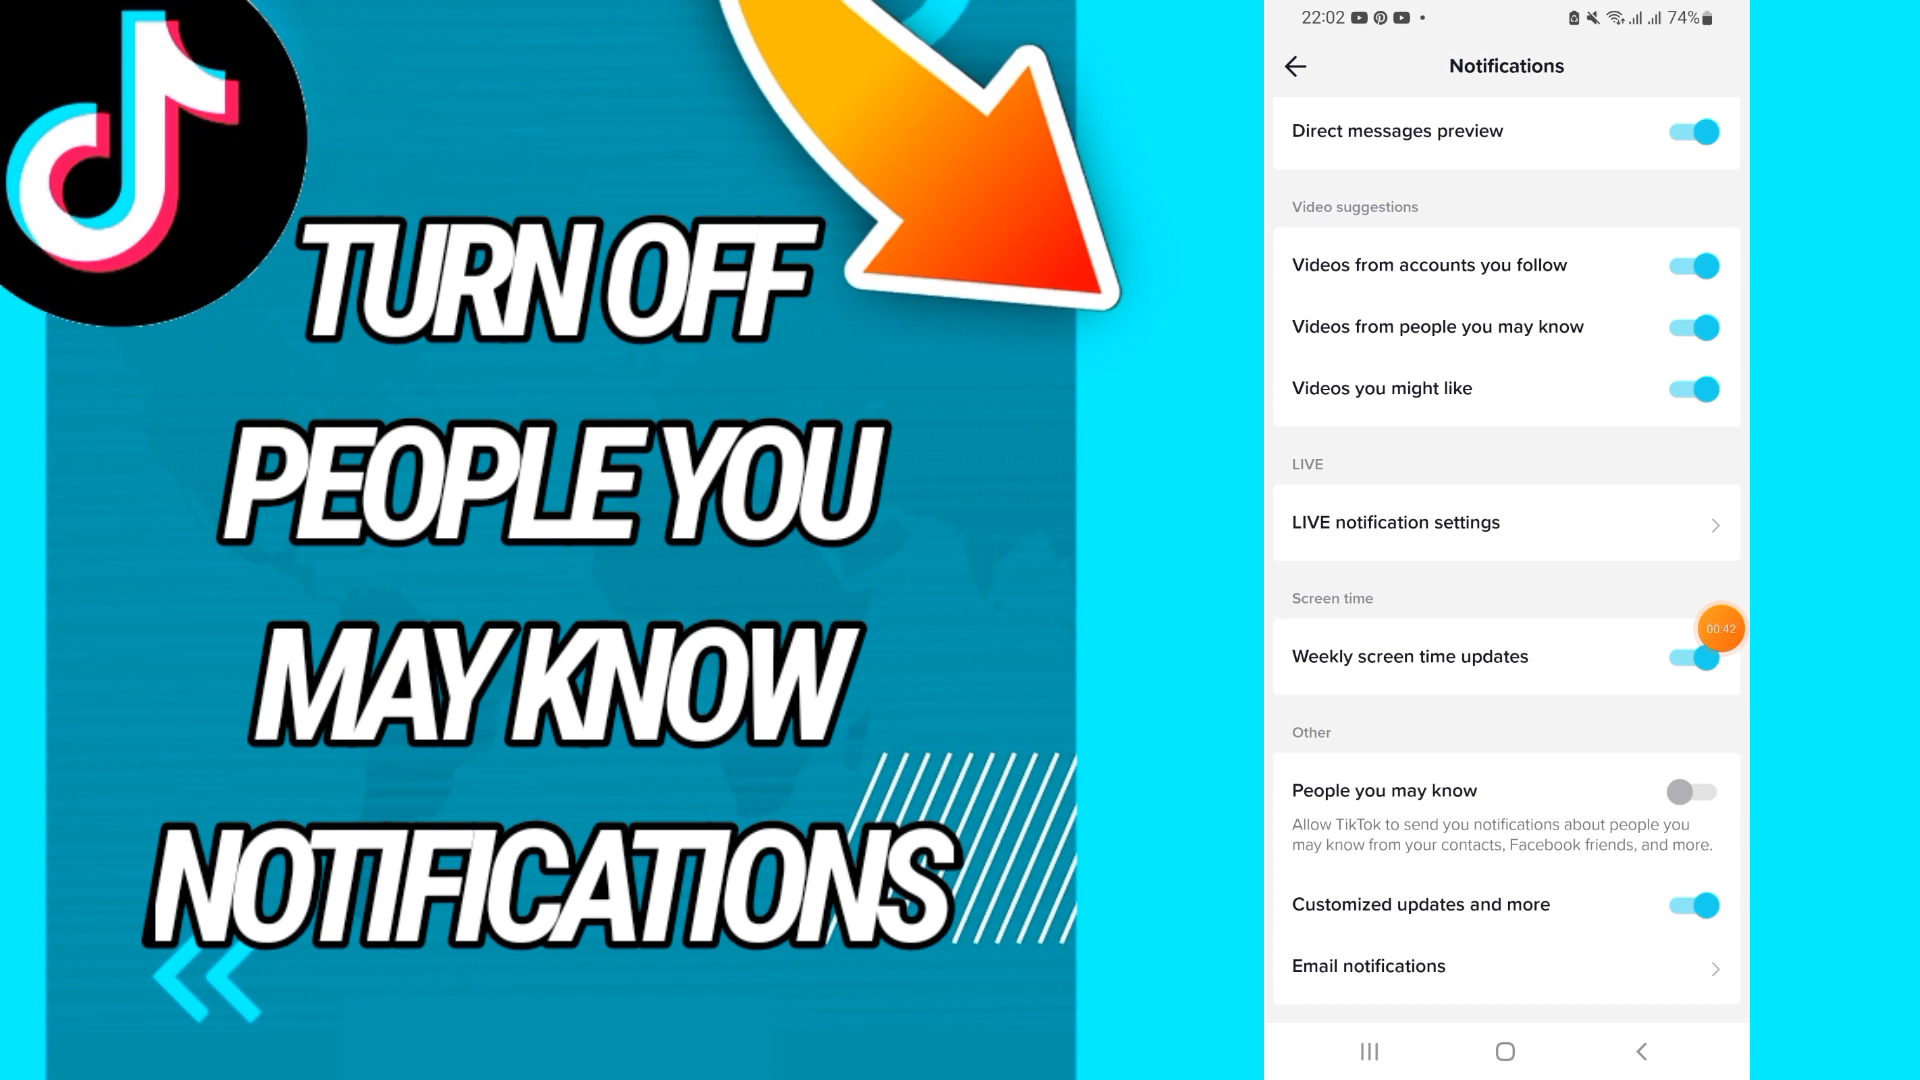 TURN OFF
PEOPLE YOU
MAY KNOW
NOTIFICATIONS
22:02
74%
Notifications
Direct messages preview
Video suggestions
Videos from accounts you follow
Videos from people you may know
Videos you might like
LIVE
LIVE notification settings
Screen time
00:42
Weekly screen time updates
Other
People you may know
Allow TikTok to send you notifications about people you
may know from your contacts, Facebook friends, and more.
Customized updates and more
Email notifications